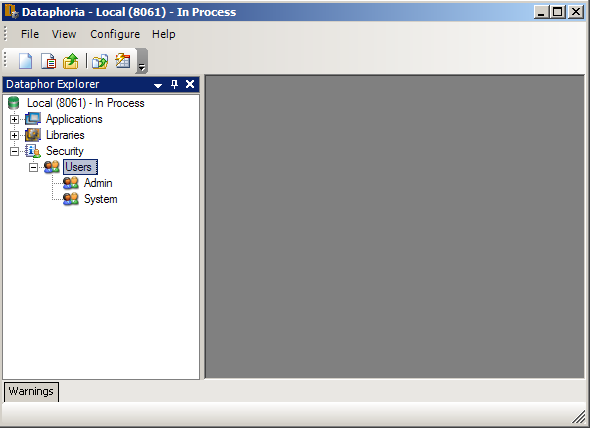 Dataphoria - Local (8061) - In Process
File View Configure Help
Dataphor Explorer
Local (8061) - In Process
Applications
Libraries
Security
Users
Admin
System
Warnings